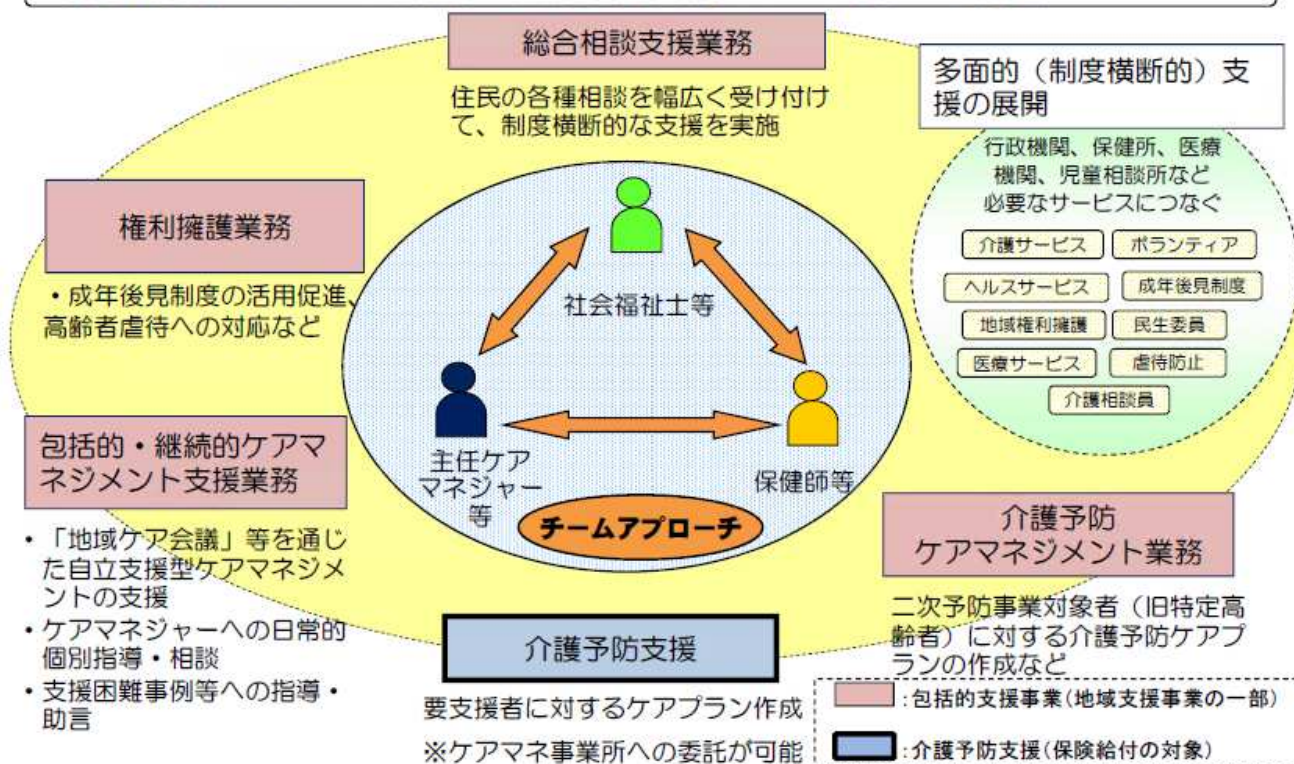 総合相談支援業務
住民の各種相談を幅広く受け付け
て、制度横断的な支援を実施
多面的（制度横断的）支
援の展開
行政機関、保健所、医療
機関、児童相談所など
必要なサービスにつなぐ
介護サービス
ボランティア
ヘルスサービス
成年後見制度
地域権利擁護
民生委員
医療サービス
虐待防止
介護相談員
権利擁護業務
・成年後見制度の活用促進、
高齢者虐待への対応など
社会福祉士等
主任ケア
マネジャー
等
保健師等
チームアプローチ
包括的・継続的ケアマ
ネジメント支援業務
・「地域ケア会議」等を通じ
た自立支援型ケアマネジメ
ントの支援
・ケアマネジャーへの日常的
個別指導・相談
・支援困難事例等への指導・
助言
介護予防
ケアマネジメント業務
二次予防事業対象者（旧特定高
齢者）に対する介護予防ケアプ
ランの作成など
介護予防支援
要支援者に対するケアプラン作成
※ケアマネ事業所への委託が可能
：包括的支援事業（地域支援事業の一部）
：介護予防支援（保険給付の対象）